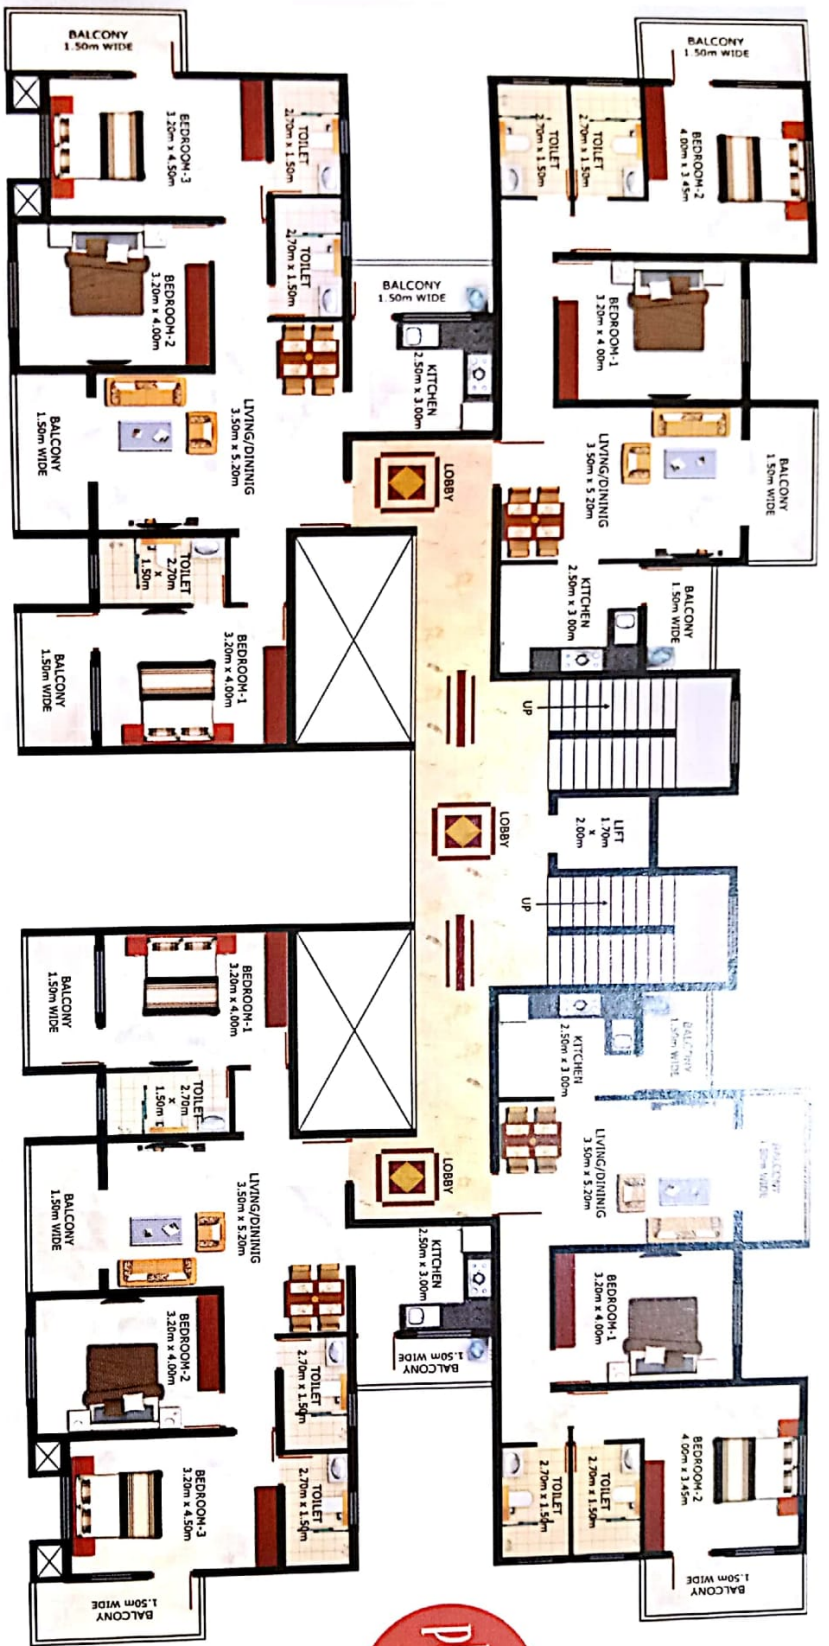 BALCONY
1.50m WIDE
BALCONY
1.50m WIDE
BEDROOM-3
3.20m x 4.50m
TOILET
2.70m x 1.50m
TOILET
2.70m x 1.50m
TOILET
2.70m x 1.50m
BEDROOM-2
4.00m x 3.45m
TOILET
2.70m x 1.50m
BEDROOM-2
3.20m x 4.00m
BALCONY
1.50m WIDE
BEDROOM-1
3.20m x 4.00m
KITCHEN
2.50m x 3.00m
BALCONY
1.50m WIDE
LIVING/DINING
3.50m x 5.20m
LOBBY
LIVING/DINING
3.50m x 5.20m
BALCONY
1.50m WIDE
TOILET
2.70m
x
1.50m
KITCHEN
2.50m x 3.00m
BALCONY
1.50m WIDE
BALCONY
1.50m WIDE
BEDROOM-1
3.20m x 4.00m
UP
LOBBY
LIFT
1.70m
x
2.00m
UP
BALCONY
1.50m WIDE
BEDROOM-1
3.20m x 4.00m
KITCHEN
2.50m x 3.00m
BALCONY
1.50m WIDE
TOILET
2.70m
x
1.50m
BALCONY
1.50m WIDE
LIVING/DINING
3.50m x 5.20m
LOBBY
LIVING/DINING
3.50m x 5.20m
BALCONY
1.50m WIDE
KITCHEN
2.50m x 3.00m
BEDROOM-1
3.20m x 4.00m
BEDROOM-2
3.20m x 4.00m
TOILET
2.70m x 1.50m
BALCONY
1.50m WIDE
BEDROOM-3
3.20m x 4.50m
TOILET
2.70m x 1.50m
TOILET
2.70m x 1.50m
TOILET
2.70m x 1.50m
BEDROOM-2
4.00m x 3.45m
BALCONY
1.50m WIDE
BALCONY
1.50m WIDE